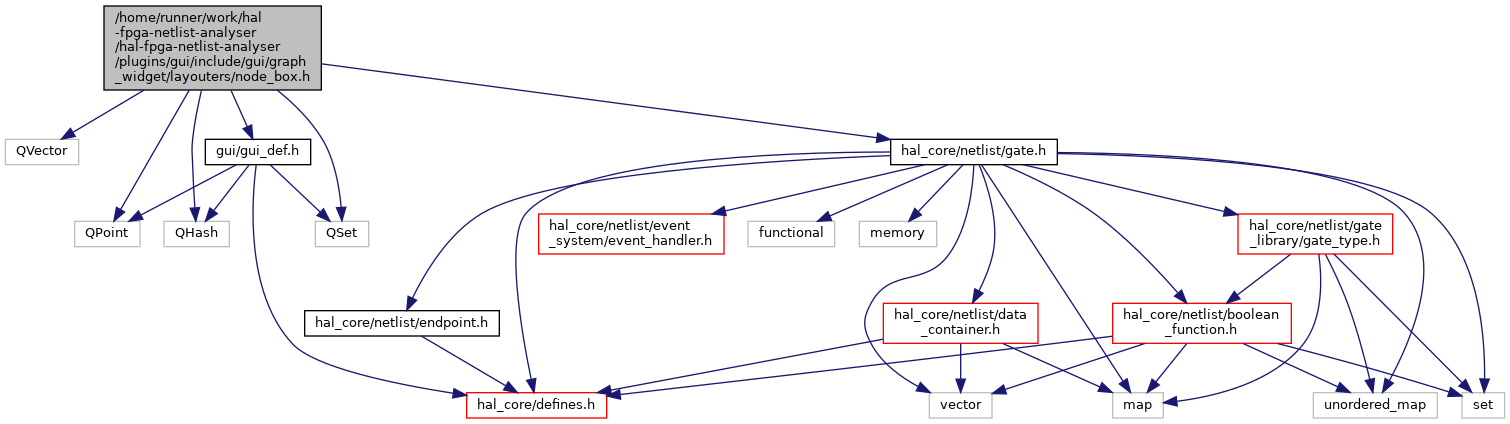 /home/runner/work/hal
-fpga-netlist-analyser
/hal-fpga-netlist-analyser
/plugins/gui/include/gui/graph
_widget/layouters/node_box.h
QVector
gui/gui_def.h
hal_core/netlist/gate.h
QPoint
QHash
QSet
hal_core/netlist/event
_system/event_handler.h
functional
memory
hal_core/netlist/gate
_library/gate_type.h
hal_core/netlist/endpoint.h
hal_core/netlist/data
_container.h
hal_core/netlist/boolean
_function.h
hal_core/defines.h
vector
map
unordered_map
set